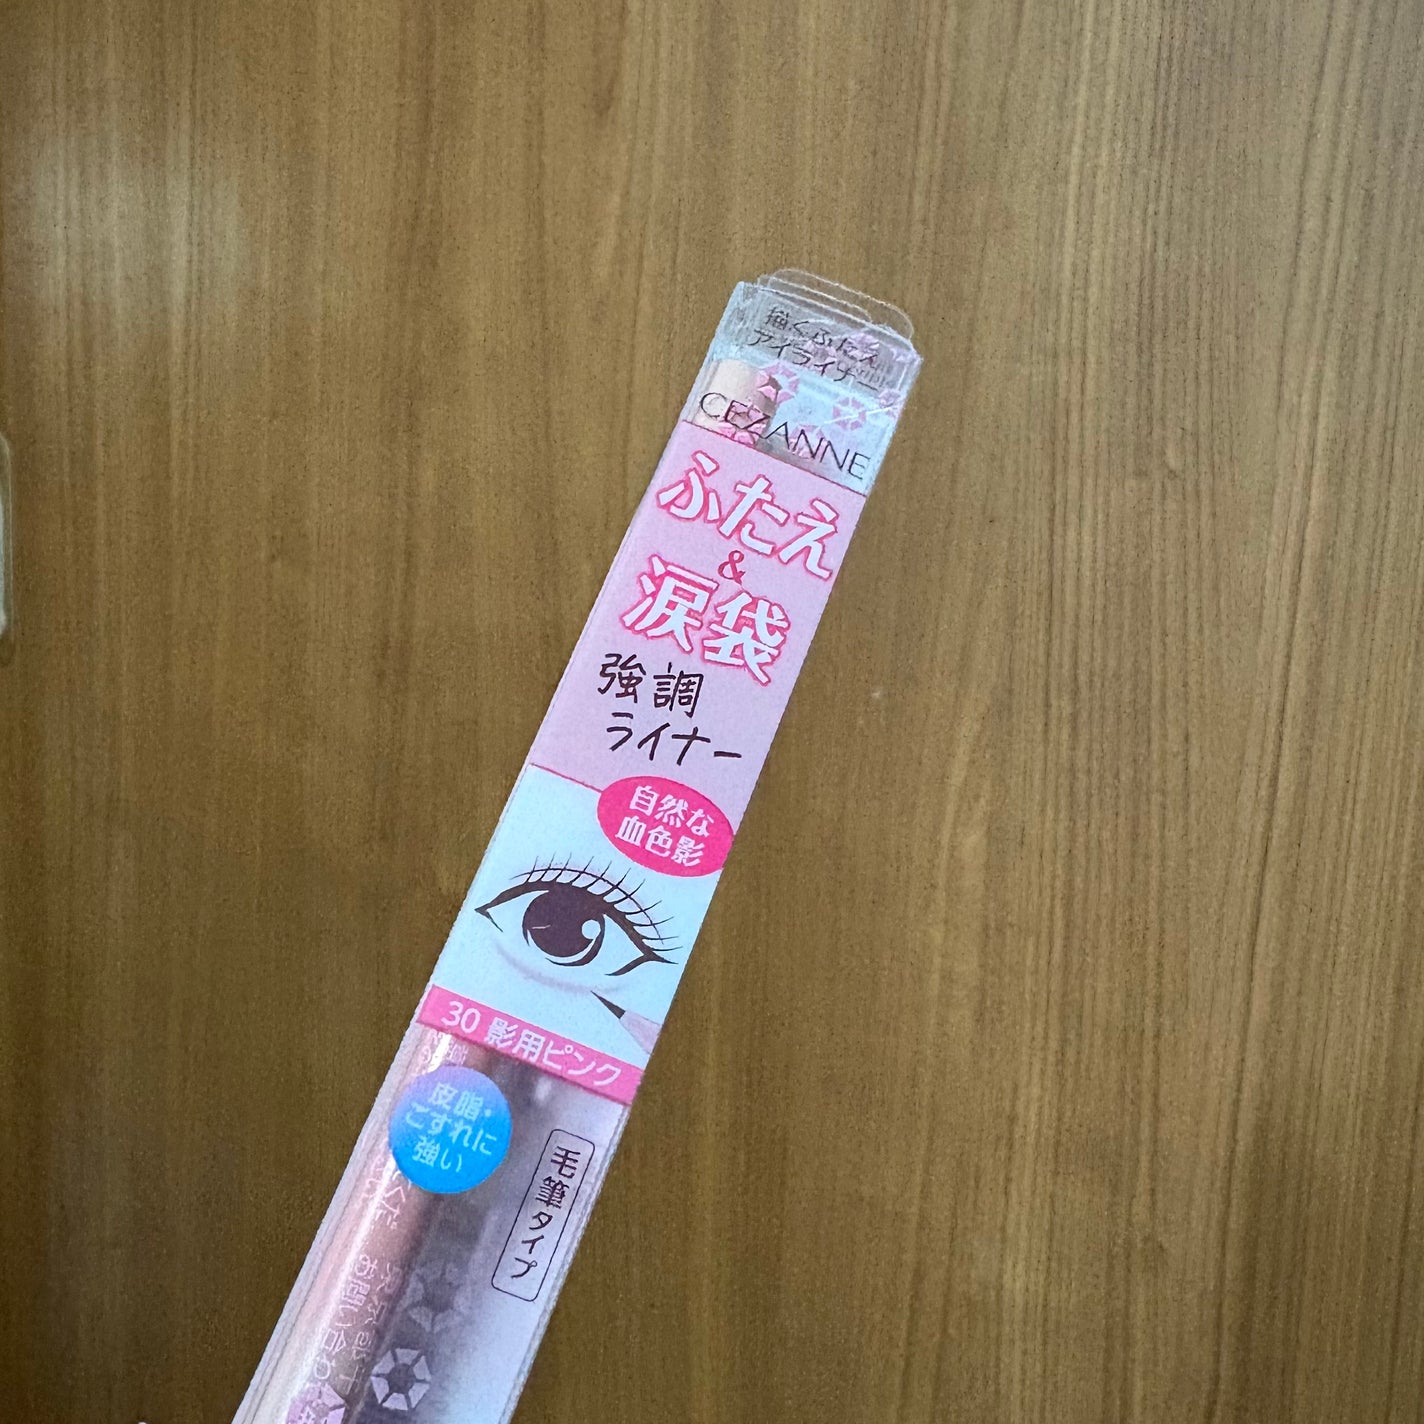 描くふたえ
アイライナー
CEZANNE
ふたえ
&
涙袋
強調
ライナー
自然な
血色影
30 影用ピンク
皮脂・
こすれに
強い
毛筆タイプ